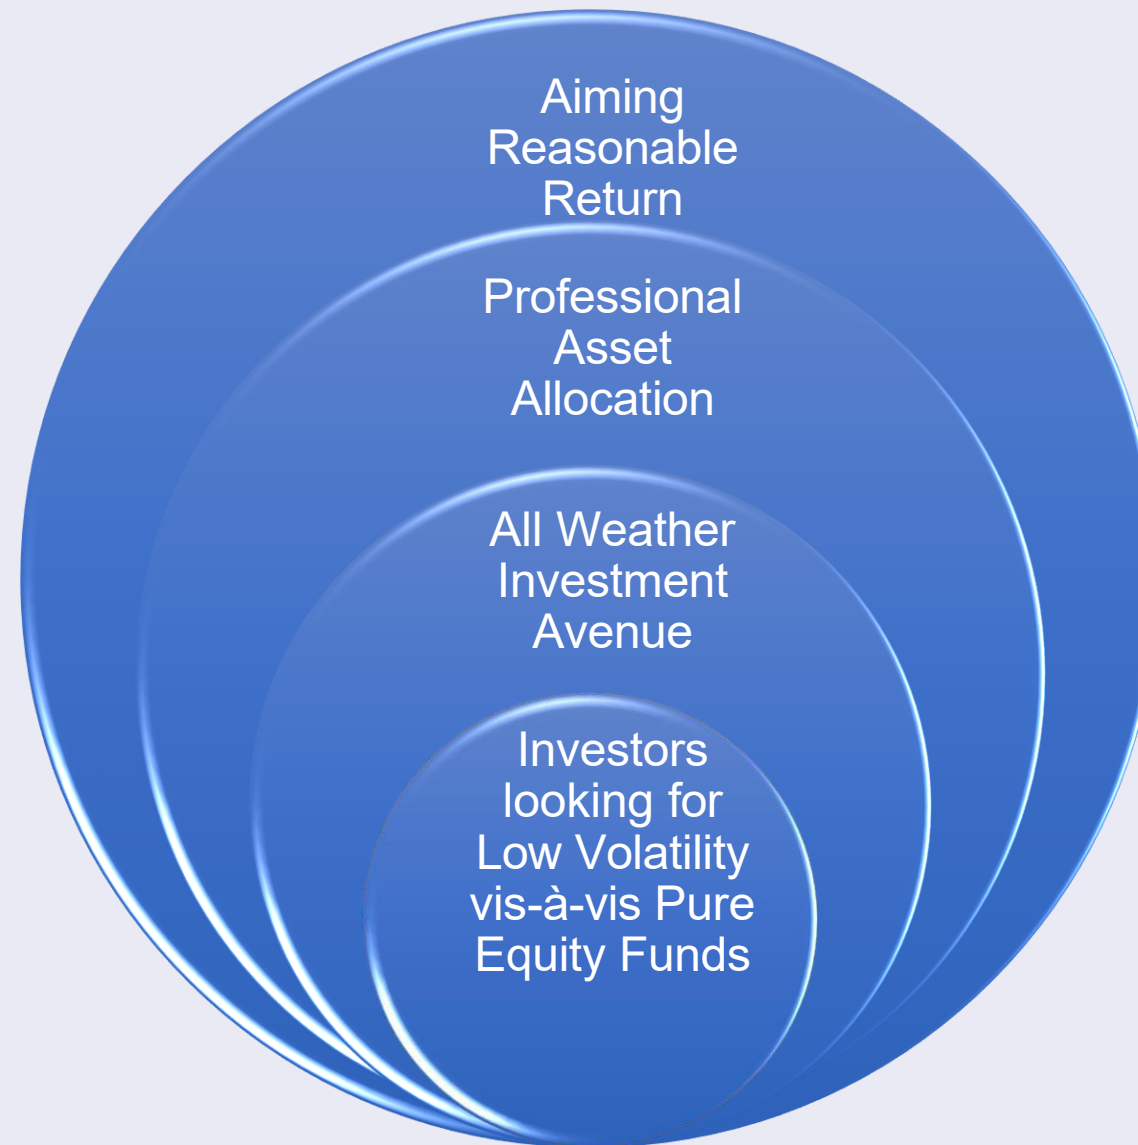 Aiming
Reasonable
Return
Professional
Asset
Allocation
All Weather
Investment
Avenue
Investors
looking for
Low Volatility
vis-à-vis Pure
Equity Funds